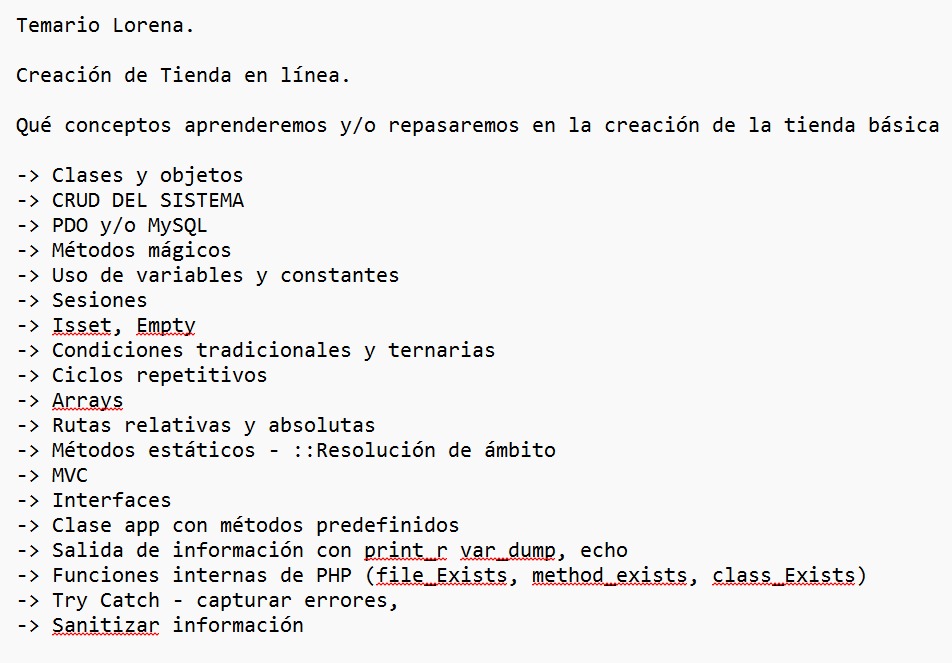 Temario Lorena.
Creación de Tienda en línea.
Qué conceptos aprenderemos y/o repasaremos en la creación de la tienda básica
-> Clases y objetos
-> CRUD DEL SISTEMA
-> PDO y/o MySQL
-> Métodos mágicos
-> Uso de variables y constantes
-> Sesiones
-> Isset, Empty
-> Condiciones tradicionales y ternarias
-> Ciclos repetitivos
-> Arrays
-> Rutas relativas y absolutas
-> Métodos estáticos - ::Resolución de ámbito
-> MVC
-> Interfaces
-> Clase app con métodos predefinidos
-> Salida de información con print_r var_dump, echo
-> Funciones internas de PHP (file_Exists, method_exists, class_Exists)
-> Try Catch - capturar errores,
-> Sanitizar información